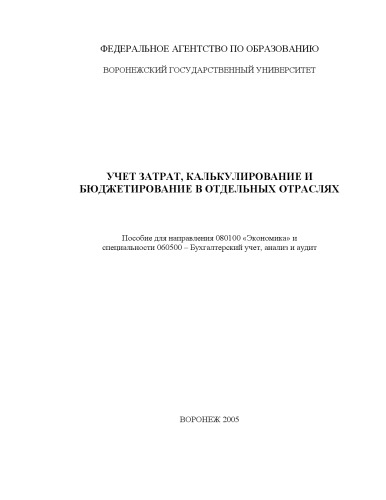 ФЕДЕРАЛЬНОЕ АГЕНТСТВО ПО ОБРАЗОВАНИЮ
ВОРОНЕЖСКИЙ ГОСУДАРСТВЕННЫЙ УНИВЕРСИТЕТ
УЧЕТ ЗАТРАТ, КАЛЬКУЛИРОВАНИЕ И
БЮДЖЕТИРОВАНИЕ В ОТДЕЛЬНЫХ ОТРАСЛЯХ
Пособие для направления 080100 «Экономика» и
специальности 060500 – Бухгалтерский учет, анализ и аудит
ВОРОНЕЖ 2005